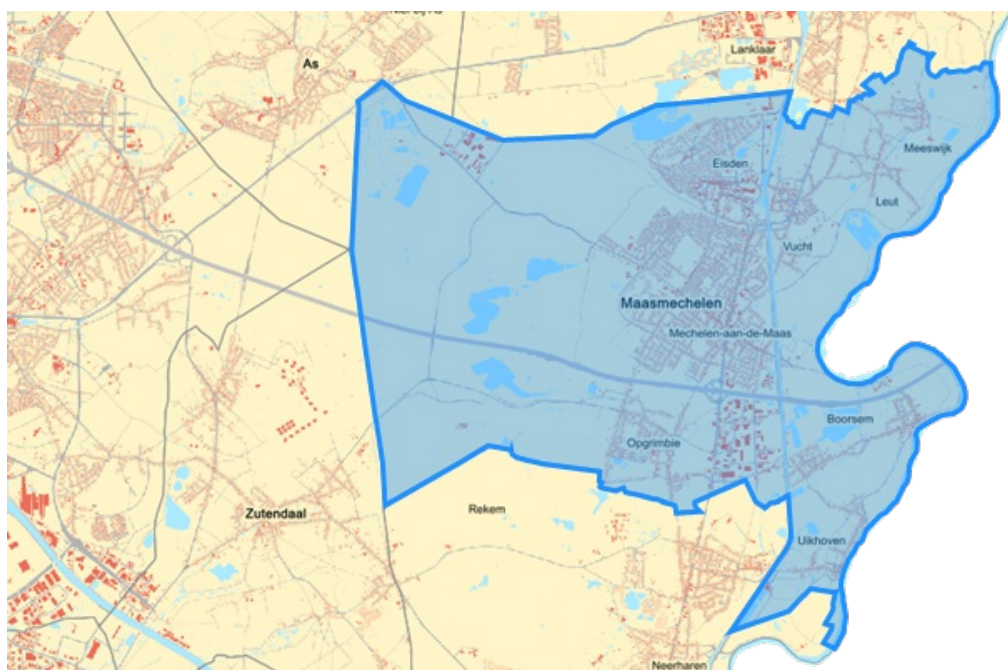 Lanklaar
As
Meeswijk
Eisden
Leut
Vucht
Maasmechelen
Mechelen-aan-de-Maas
Boorsem
Opgrimbie
Rekem
Zutendaal
Uikhoven
Neerharen